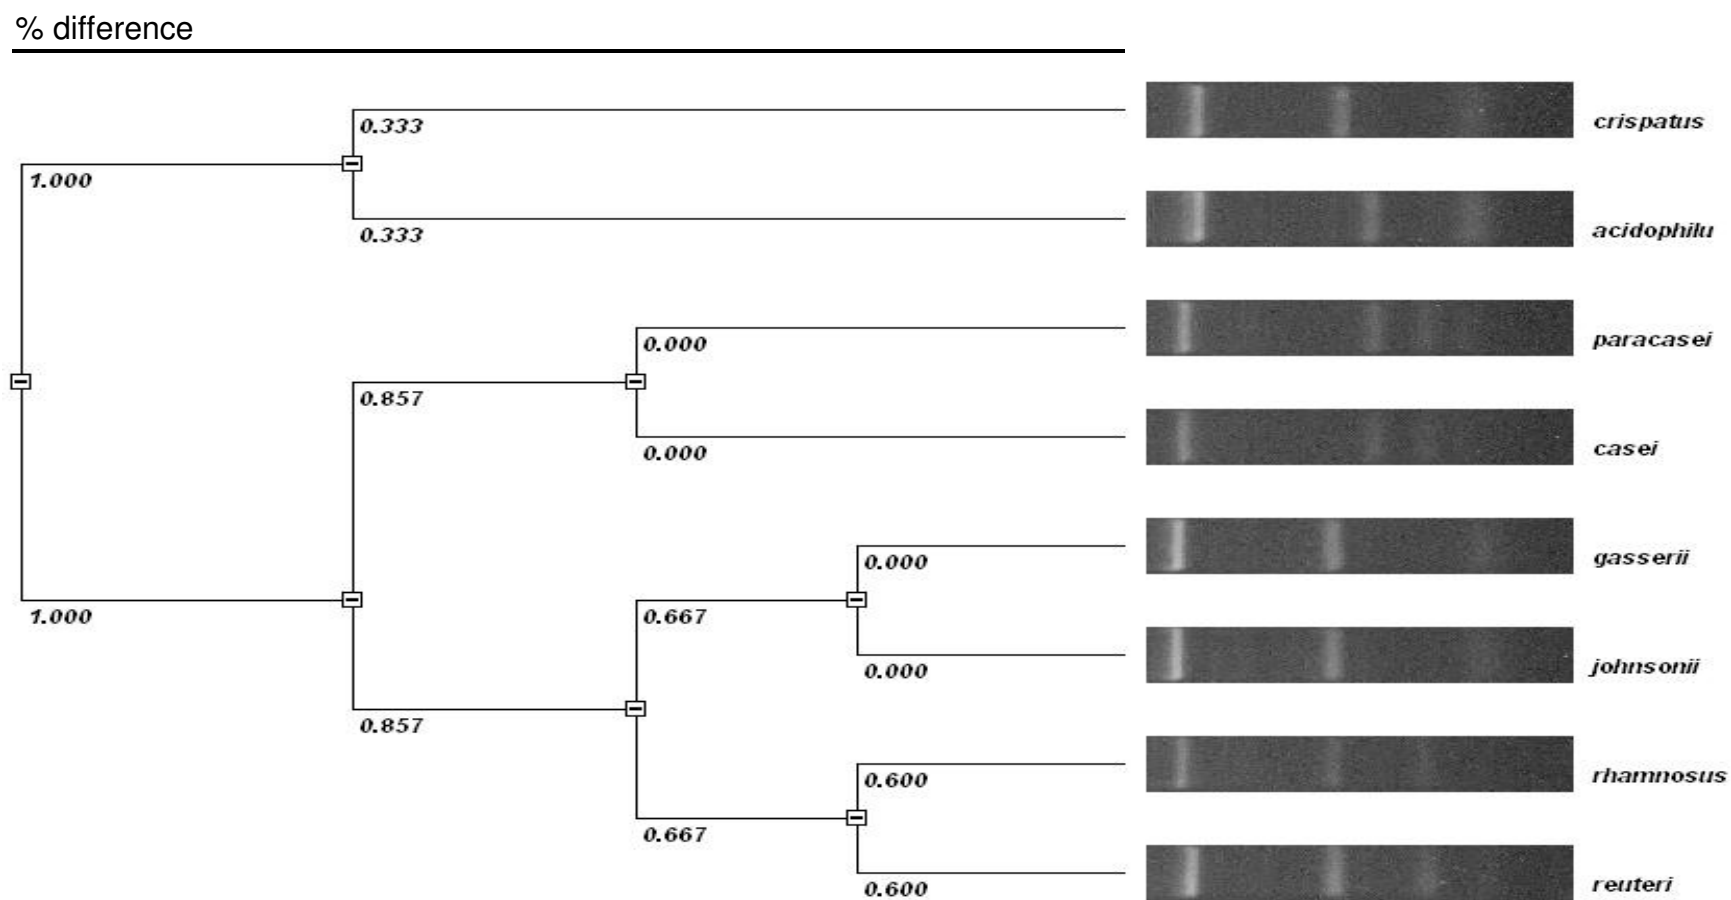 % difference
0.333
crispatus
1.000
0.333
acidophilu
0.000
paracasei
0.857
0.000
casei
0.000
gasserii
1.000
0.667
0.000
johnsonii
0.857
0.600
rhamnosus
0.667
0.600
reuteri